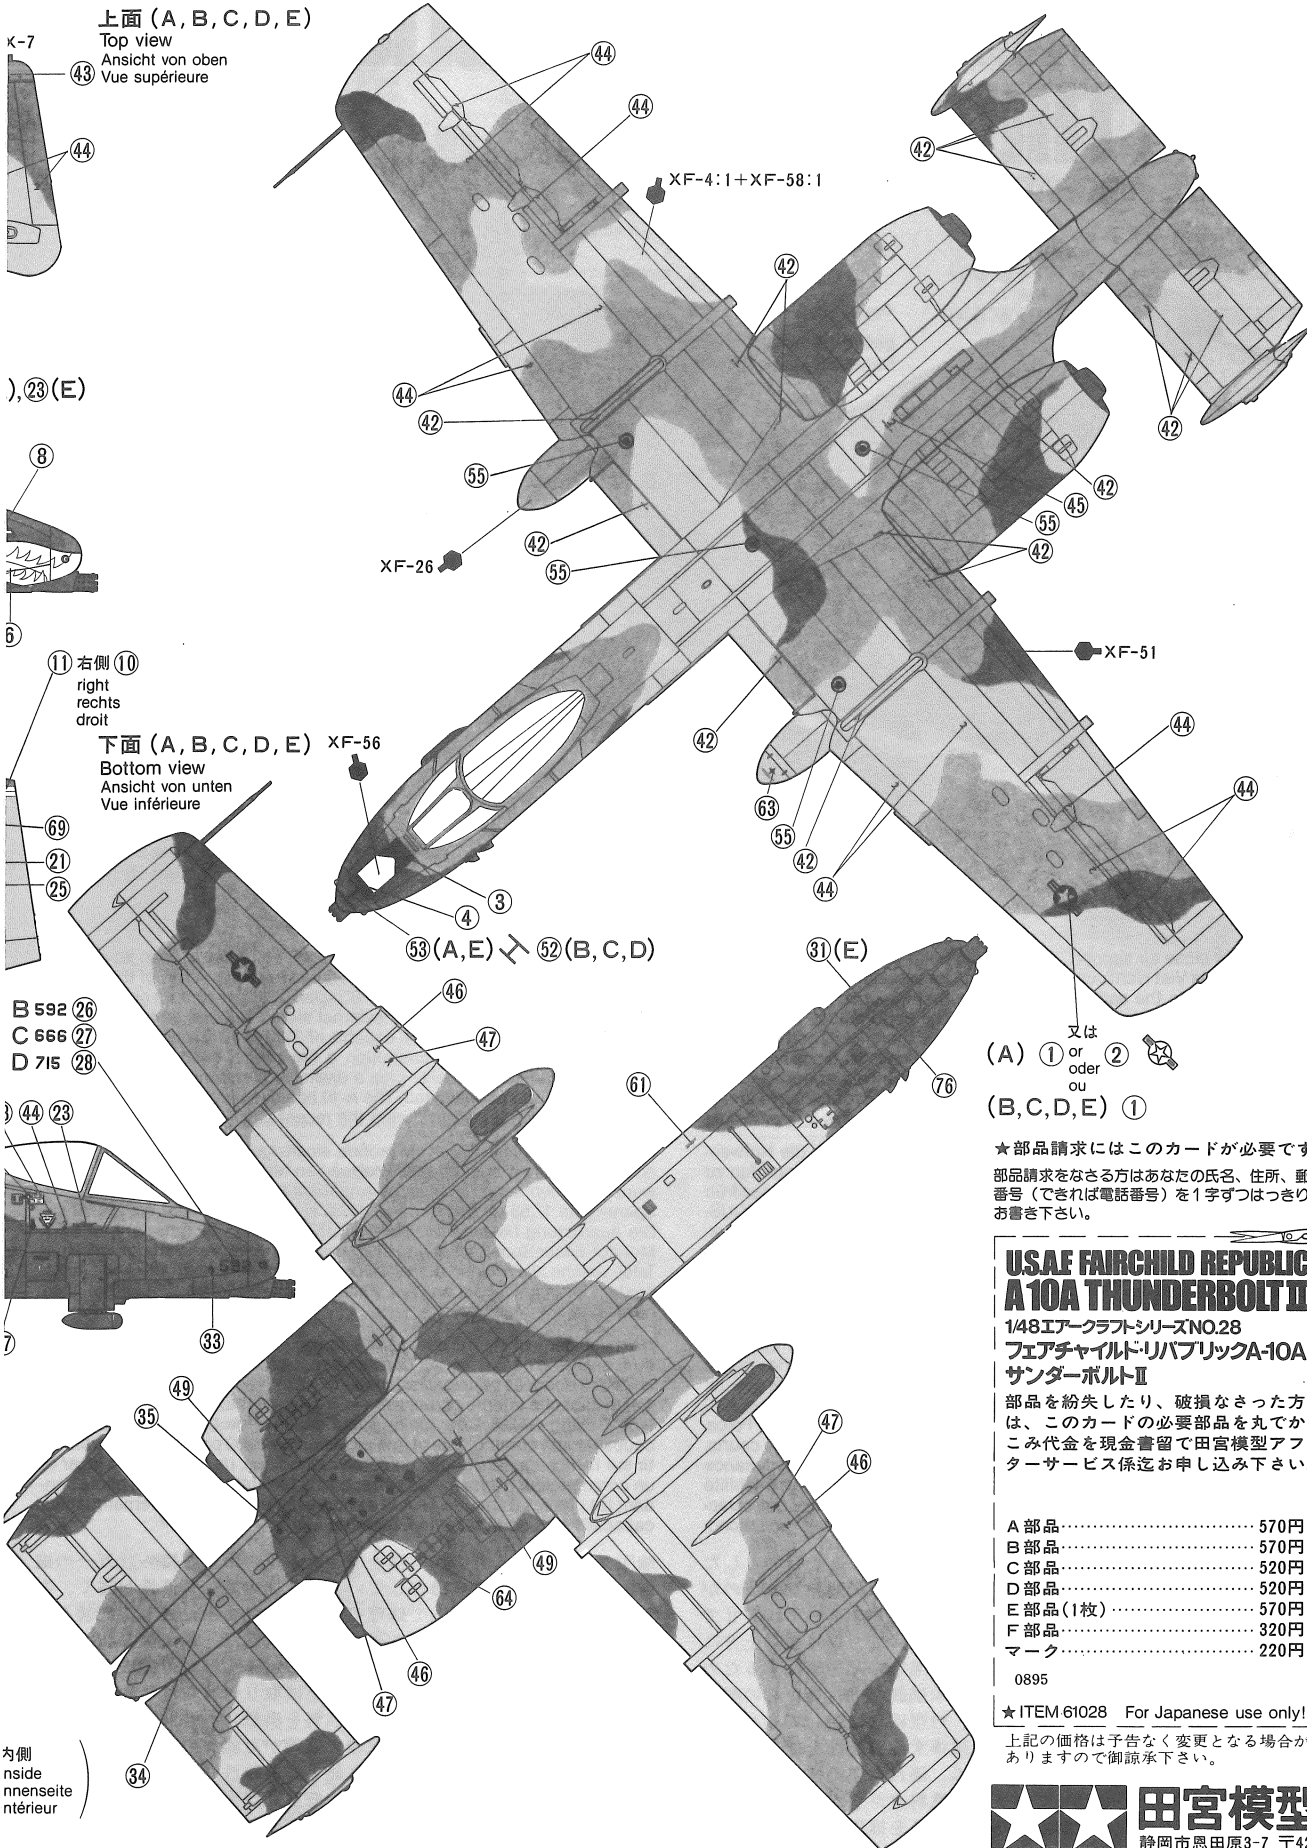 上面 (A, B, C, D, E)
Top view
Ansicht von oben
Vue supérieure
X-7
43
44
44
44
XF-4:1+XF-58:1
42
42
), 23 (E)
44
42
55
42
XF-26
55
42
45
55
42
42
8
6
11 右側 10
right
rechts
droit
XF-51
42
44
63
55
42
44
44
下面 (A, B, C, D, E)
Bottom view
Ansicht von unten
Vue inférieure
XF-56
69
21
25
3
4
53 (A, E) 52 (B, C, D)
31 (E)
B 592 26
C 666 27
D 715 28
46
47
61
76
(A) 1 又は 2
or
oder
ou
(B, C, D, E) 1
44 23
592
33
★部品請求にはこのカードが必要です
部品請求をなさる方はあなたの氏名、住所、郵
番号（できれば電話番号）を1字ずつはっきり
お書き下さい。
U.S.A.F. FAIRCHILD REPUBLIC
A10A THUNDERBOLT II
1/48エアークラフトシリーズNO.28
フェアチャイルド・リパブリックA-10A
サンダーボルトII
部品を紛失したり、破損なさった方
は、このカードの必要部品を丸でか
こみ代金を現金書留で田宮模型アフ
ターサービス係迄お申し込み下さい
A部品 570円
B部品 570円
C部品 520円
D部品 520円
E部品(1枚) 570円
F部品 320円
マーク 220円
0895
★ITEM 61028 For Japanese use only!
上記の価格は予告なく変更となる場合が
ありますので御諒承下さい。
49
35
47
46
49
64
46
47
34
内側
nside
nnenseite
ntérieur
田宮模型
静岡市恩田原3-7 〒42